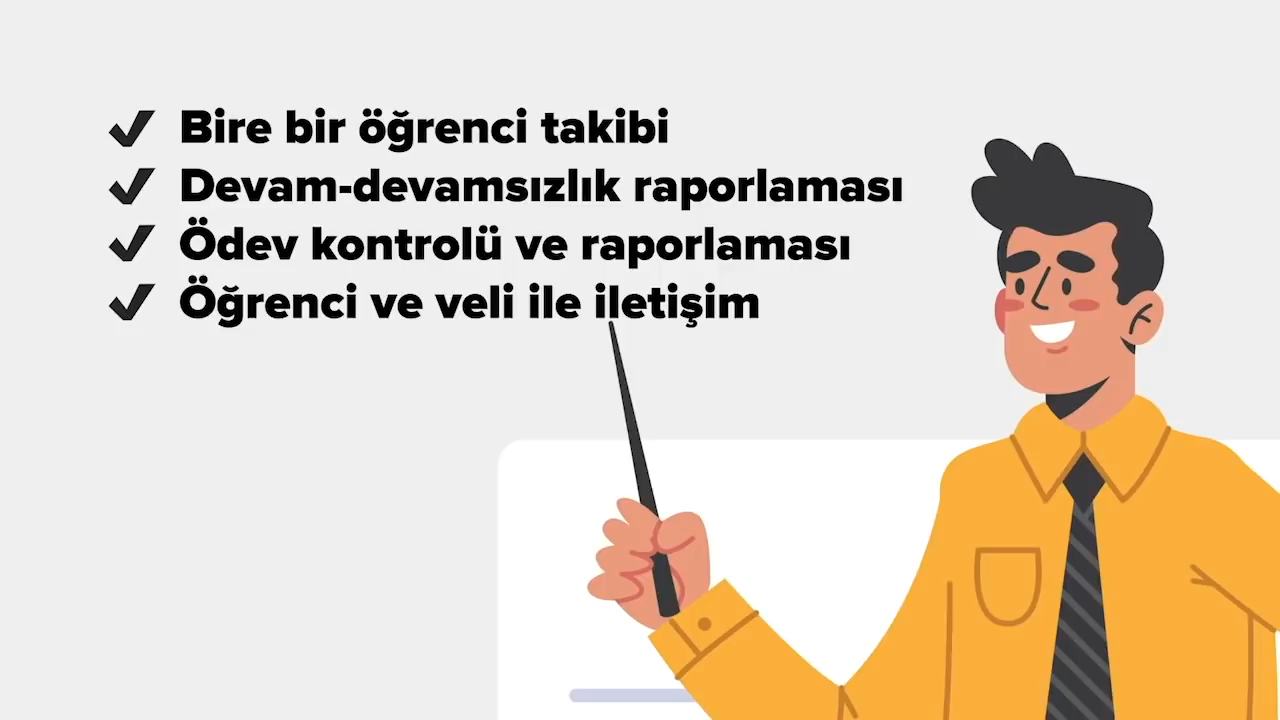 Bire bir öğrenci takibi
Devam-devamsızlık raporlaması
Ödev kontrolü ve raporlaması
Öğrenci ve veli ile iletişim